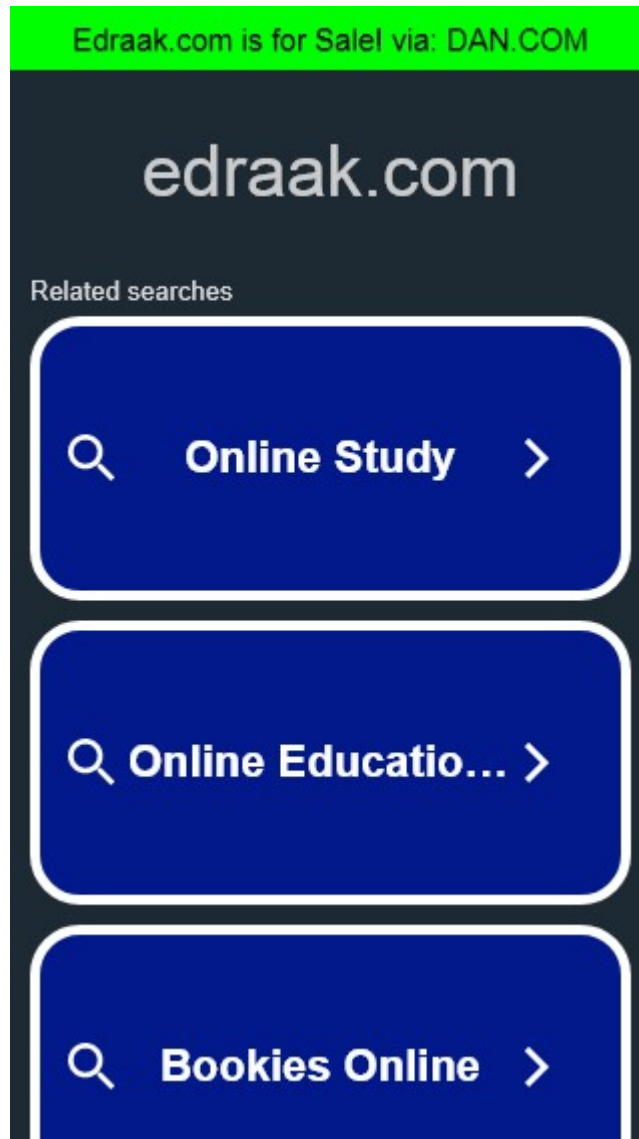 Edraak.com is for Sale! via: DAN.COM
edraak.com
Related searches
Online Study
Online Educatio...
Bookies Online